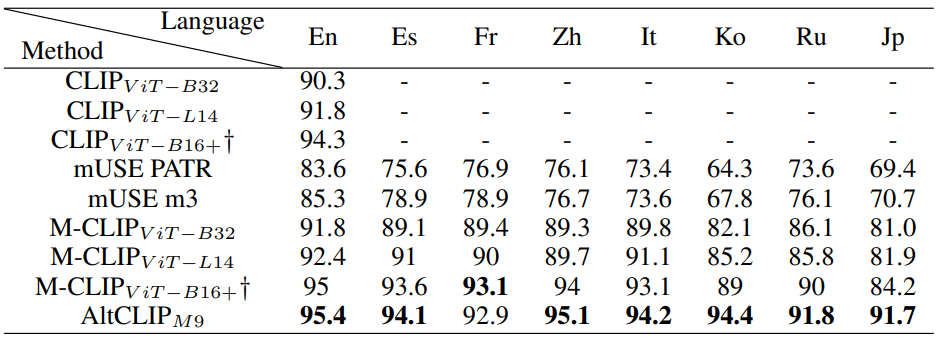 Language
Method En Es Fr Zh It Ko Ru Jp
CLIP ViT−B32 90.3 - - - - - - -
CLIP ViT−L14 91.8 - - - - - - -
CLIP ViT−B16+† 94.3 - - - - - - -
mUSE PATR 83.6 75.6 76.9 76.1 73.4 64.3 73.6 69.4
mUSE m3 85.3 78.9 78.9 76.7 73.6 67.8 76.1 70.7
M-CLIP ViT−B32 91.8 89.1 89.4 89.3 89.8 82.1 86.1 81.0
M-CLIP ViT−L14 92.4 91 90 89.7 91.1 85.2 85.8 81.9
M-CLIP ViT−B16+† 95 93.6 93.1 94 93.1 89 90 84.2
AltCLIP M9 95.4 94.1 92.9 95.1 94.2 94.4 91.8 91.7